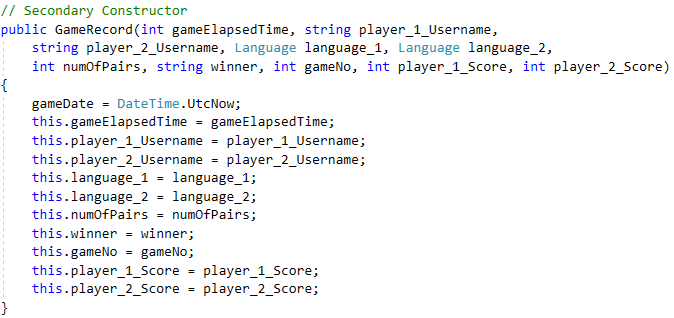 // Secondary Constructor
public GameRecord(int gameElapsedTime, string player_1_Username,
    string player_2_Username, Language language_1, Language language_2,
    int numOfPairs, string winner, int gameNo, int player_1_Score, int player_2_Score)
{
    gameDate = DateTime.UtcNow;
    this.gameElapsedTime = gameElapsedTime;
    this.player_1_Username = player_1_Username;
    this.player_2_Username = player_2_Username;
    this.language_1 = language_1;
    this.language_2 = language_2;
    this.numOfPairs = numOfPairs;
    this.winner = winner;
    this.gameNo = gameNo;
    this.player_1_Score = player_1_Score;
    this.player_2_Score = player_2_Score;
}